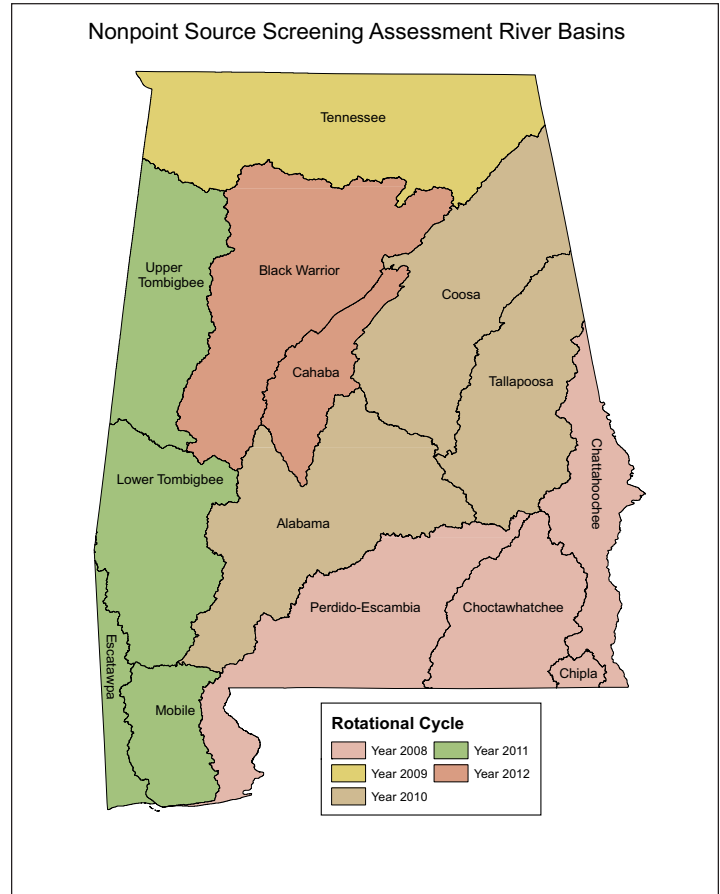 Nonpoint Source Screening Assessment River Basins
Tennessee
Upper
Tombigbee
Black Warrior
Coosa
Cahaba
Tallapoosa
Chattahoochee
Lower Tombigbee
Alabama
Perdido-Escambia
Choctawhatchee
Escatawpa
Chipla
Mobile
Rotational Cycle
Year 2008
Year 2011
Year 2009
Year 2012
Year 2010